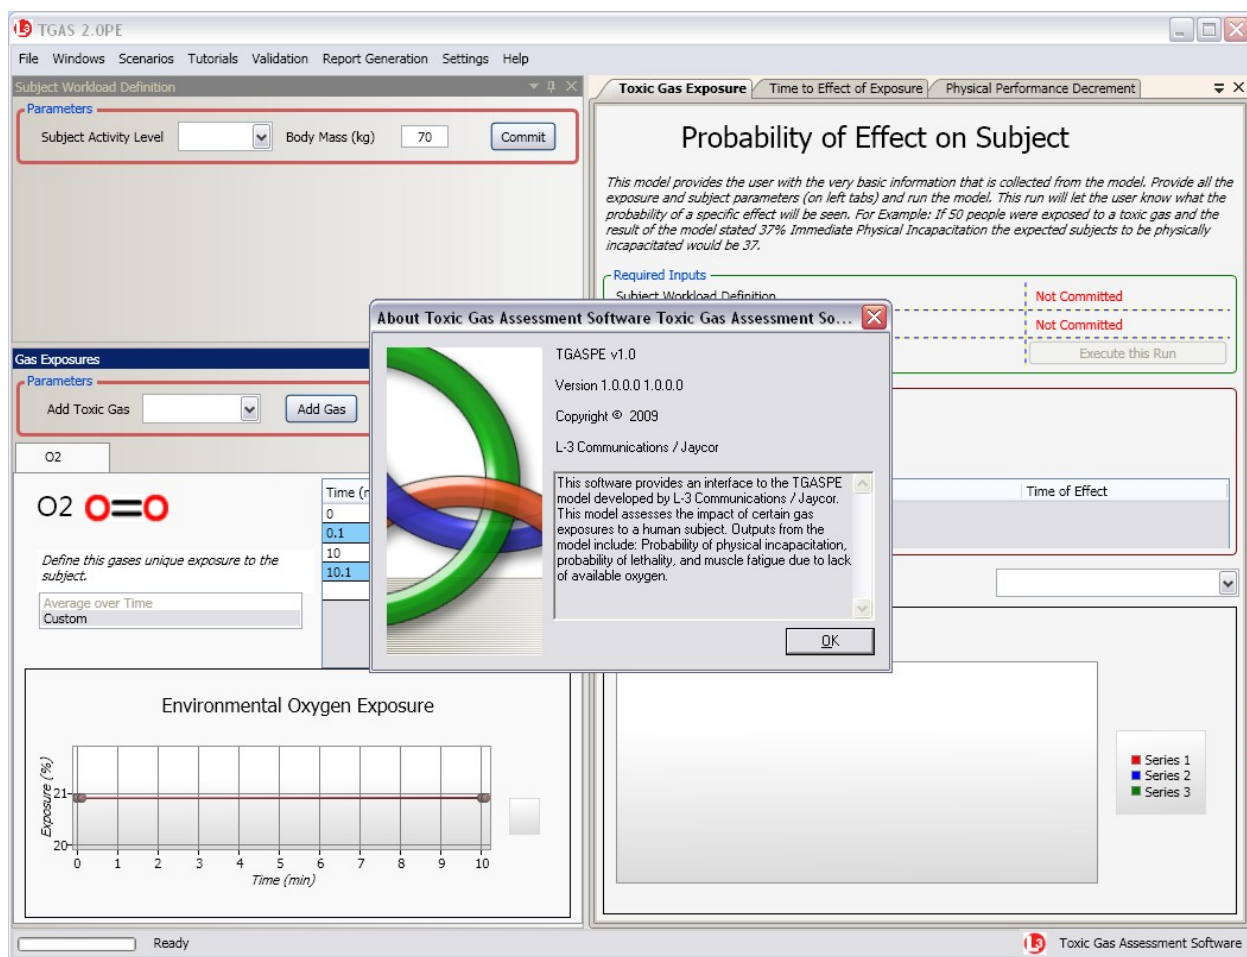 TGAS 2.0PE
File Windows Scenarios Tutorials Validation Report Generation Settings Help
Subject Workload Definition
Parameters
Subject Activity Level Body Mass (kg) 70 Commit
Toxic Gas Exposure Time to Effect of Exposure Physical Performance Decrement
Probability of Effect on Subject
This model provides the user with the very basic information that is collected from the model. Provide all the
exposure and subject parameters (on left tabs) and run the model. This run will let the user know what the
probability of a specific effect will be seen. For Example: If 50 people were exposed to a toxic gas and the
result of the model stated 37% Immediate Physical Incapacitation the expected subjects to be physically
incapacitated would be 37.
Required Inputs
Subject Workload Definition Not Committed
Not Committed
Execute this Run
Time of Effect
Series 1
Series 2
Series 3
Gas Exposures
Parameters
Add Toxic Gas Add Gas
O2
O2 O=O
Define this gases unique exposure to the
subject.
Average over Time
Custom
Time
0
0.1
10
10.1
Environmental Oxygen Exposure
Exposure (%)
21
20
0 1 2 3 4 5 6 7 8 9 10
Time (min)
About Toxic Gas Assessment Software Toxic Gas Assessment So...
TGASPE v1.0
Version 1.0.0.0 1.0.0.0
Copyright © 2009
L-3 Communications / Jaycor
This software provides an interface to the TGASPE
model developed by L-3 Communications / Jaycor.
This model assesses the impact of certain gas
exposures to a human subject. Outputs from the
model include: Probability of physical incapacitation,
probability of lethality, and muscle fatigue due to lack
of available oxygen.
OK
Ready
Toxic Gas Assessment Software